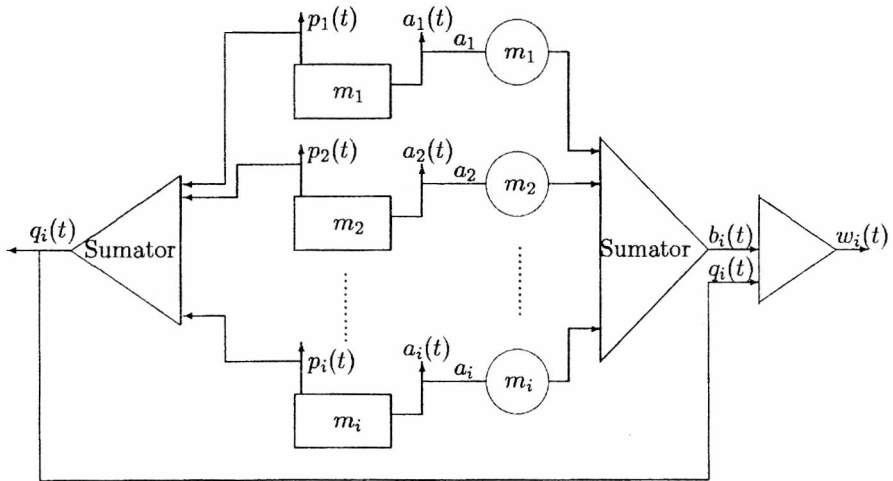 p₁(t) a₁(t) a₁ m₁
m₁
p₂(t) a₂(t) a₂ m₂
m₂
qᵢ(t) Sumator Sumator bᵢ(t) wᵢ(t)
qᵢ(t)
pᵢ(t) aᵢ(t) aᵢ mᵢ
mᵢ